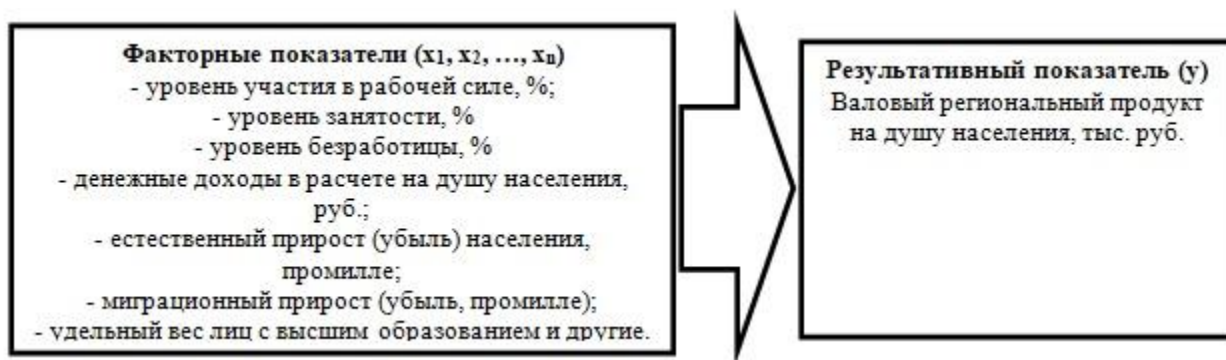 Факторные показатели (x1, x2, …, xn)
- уровень участия в рабочей силе, %;
- уровень занятости, %
- уровень безработицы, %
- денежные доходы в расчете на душу населения,
руб.;
- естественный прирост (убыль) населения,
промилле;
- миграционный прирост (убыль, промилле);
- удельный вес лиц с высшим образованием и другие.
Результативный показатель (y)
Валовый региональный продукт
на душу населения, тыс. руб.